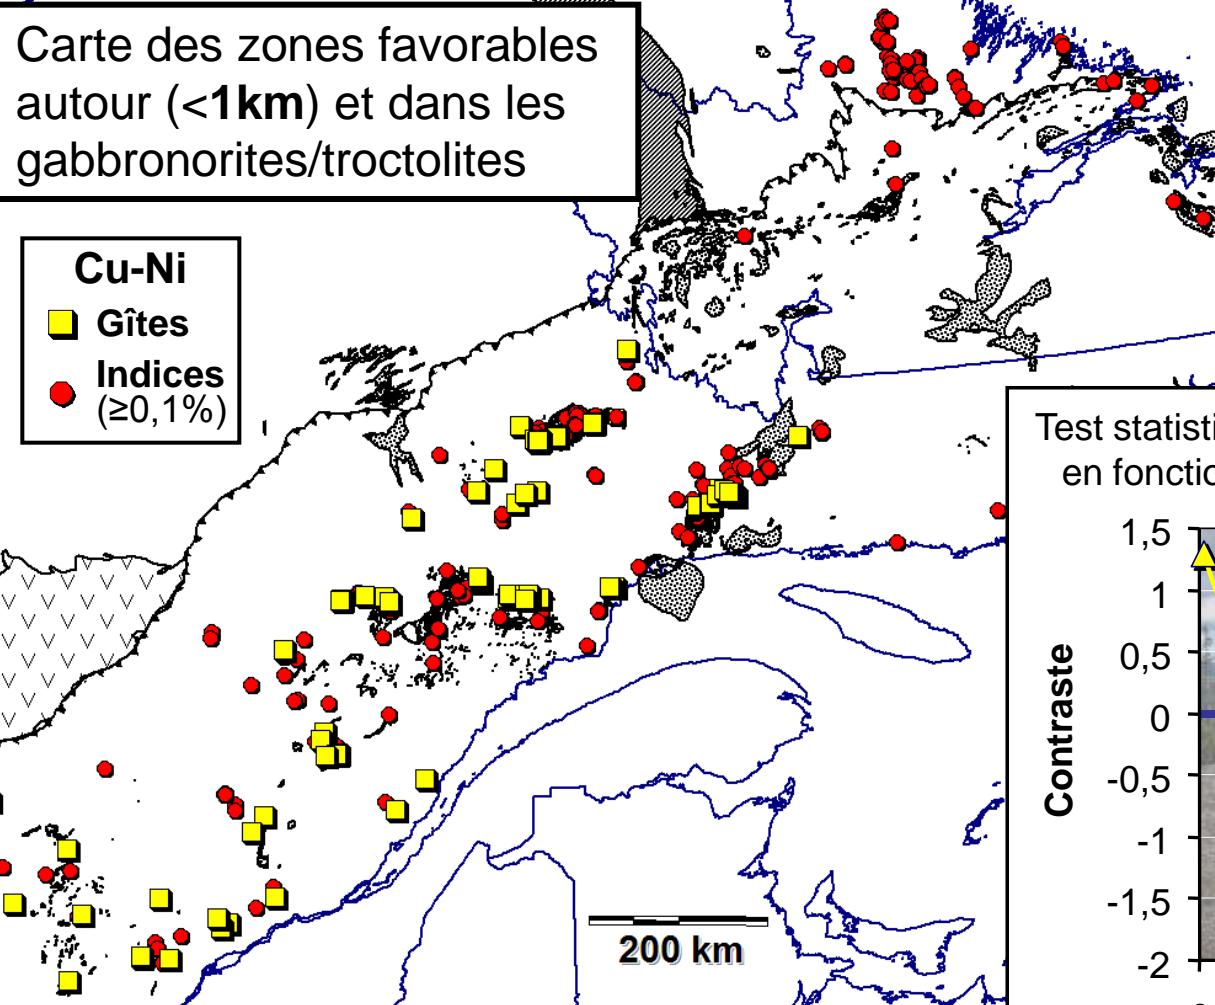 Carte des zones favorables
autour (<1km) et dans les
gabbronorites/troctolites
Cu-Ni
Gîtes
Indices
(≥0,1%)
Test statisti
en fonctio
1,5
1
0,5
0
-0,5
-1
-1,5
-2
Contraste
200 km